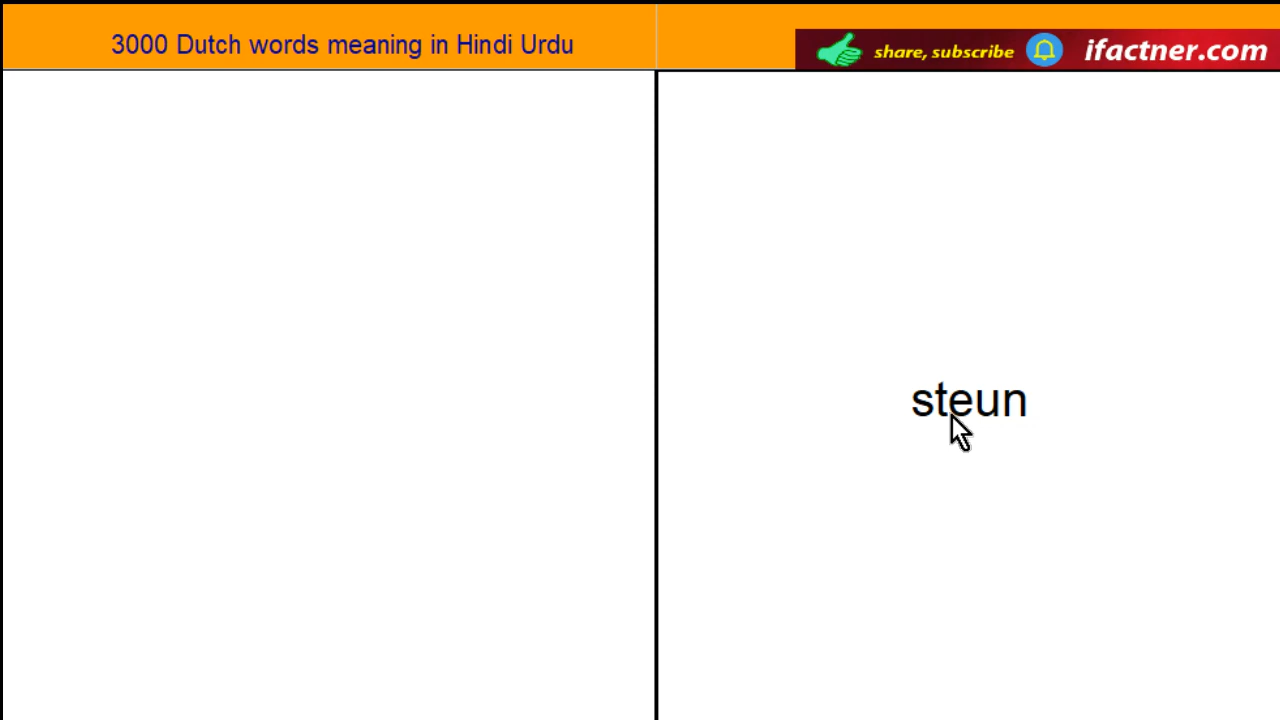 3000 Dutch words meaning in Hindi Urdu
share, subscribe ifactner.com
steun